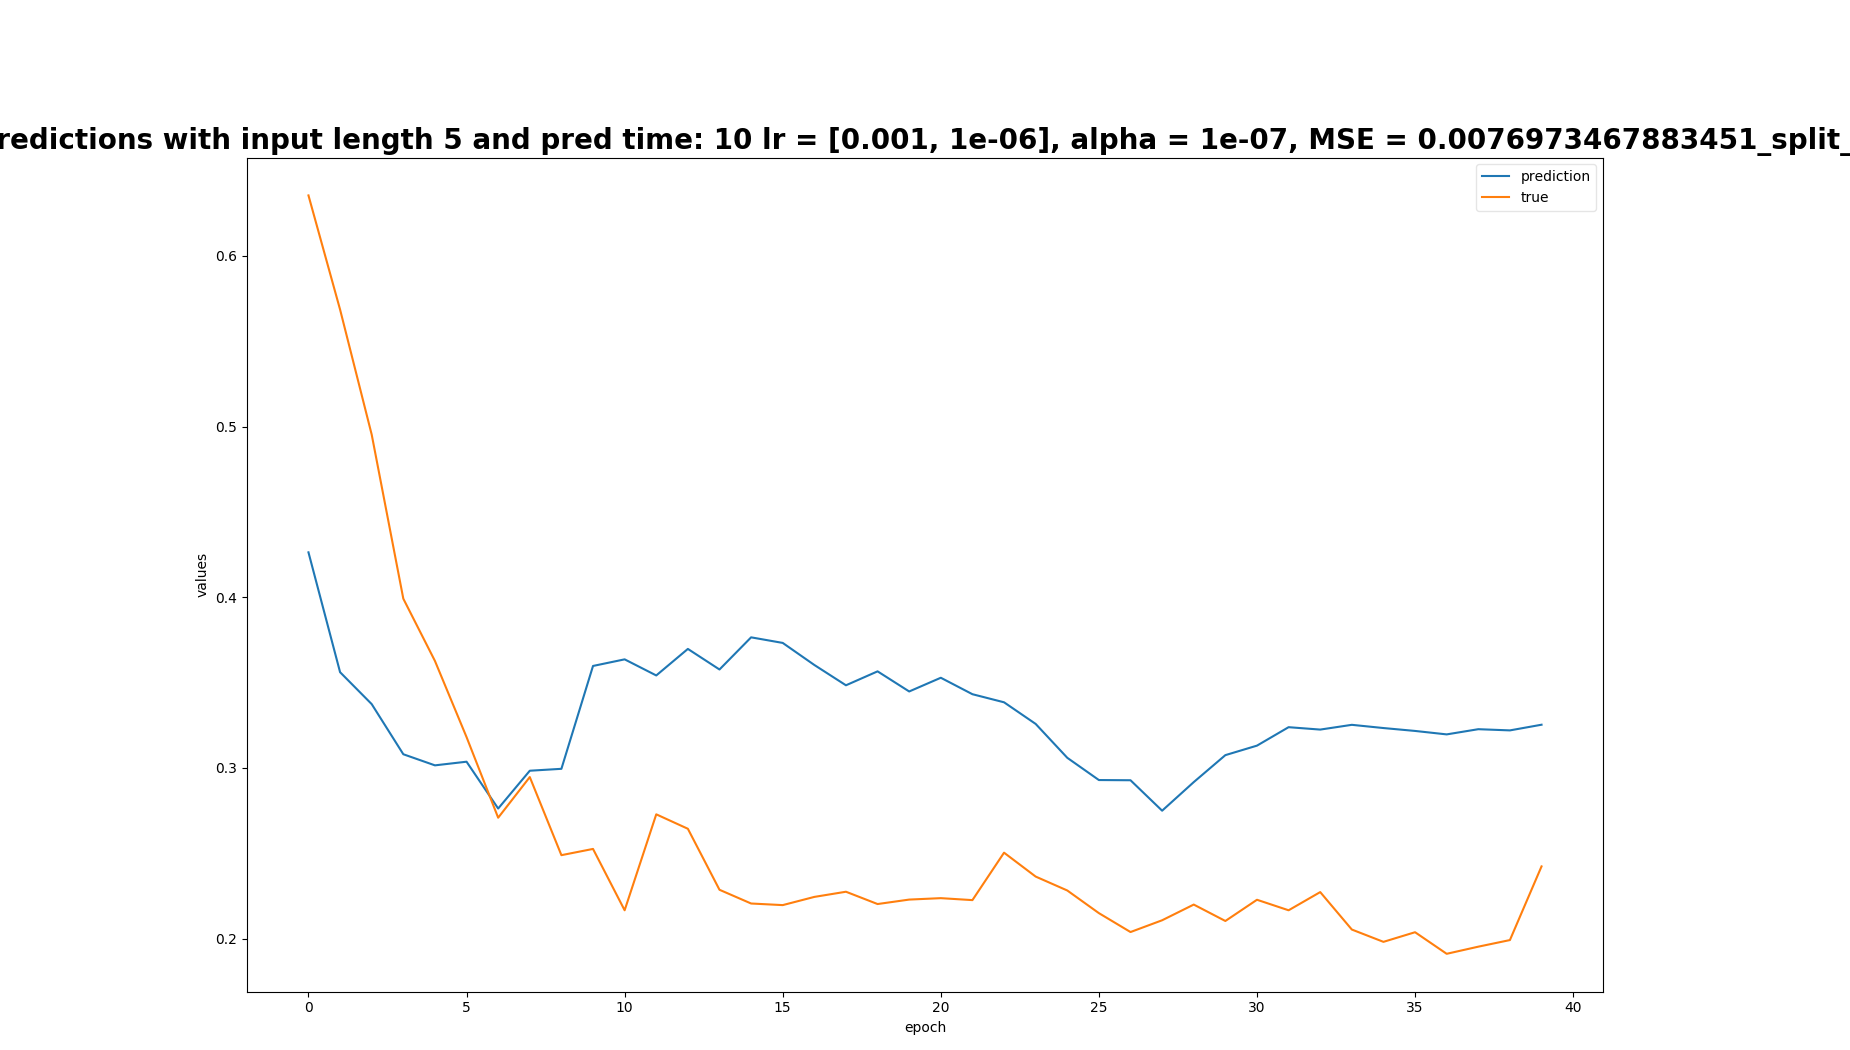 redictions with input length 5 and pred time: 10 lr = [0.001, 1e-06], alpha = 1e-07, MSE = 0.0076973467883451_split_
prediction
true
0.6
0.5
0.4
0.3
0.2
values
0 5 10 15 20 25 30 35 40
epoch